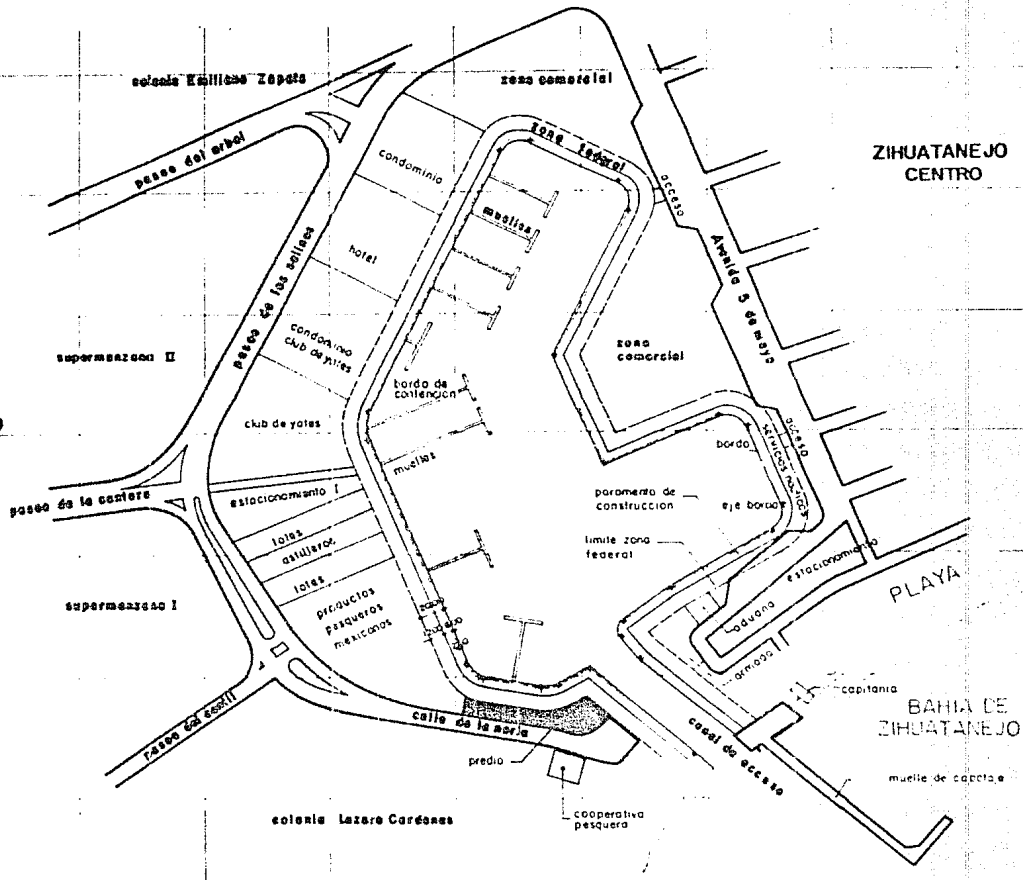 colonia Emiliano Zapata
zona comercial
paseo del arbol
zona federal
ZIHUATANEJO
CENTRO
condominio
acceso
muelles
paseo de las salinas
hotel
Avenida 5 de mayo
condominio
club de yates
zona
comercial
supermanzana II
bordo de
contencion
club de yates
acceso
servicios nauticos
bordo
muelles
paseo de la cantera
estacionamiento I
paramento de
construccion
eje bordo
lotes
astilleros
limite zona
federal
estacionamiento
lotes
PLAYA
supermanzana I
productos
pesqueros
mexicanos
aduana
armada
capitania
BAHIA DE
ZIHUATANEJO
paseo del
calle de la noria
canal de acceso
predio
muelle de cabotaje
cooperativa
pesquera
colonia Lazaro Cardenas